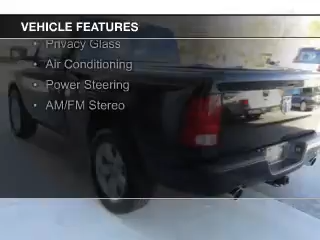 VEHICLE FEATURES
• Privacy Glass
• Air Conditioning
• Power Steering
• AM/FM Stereo